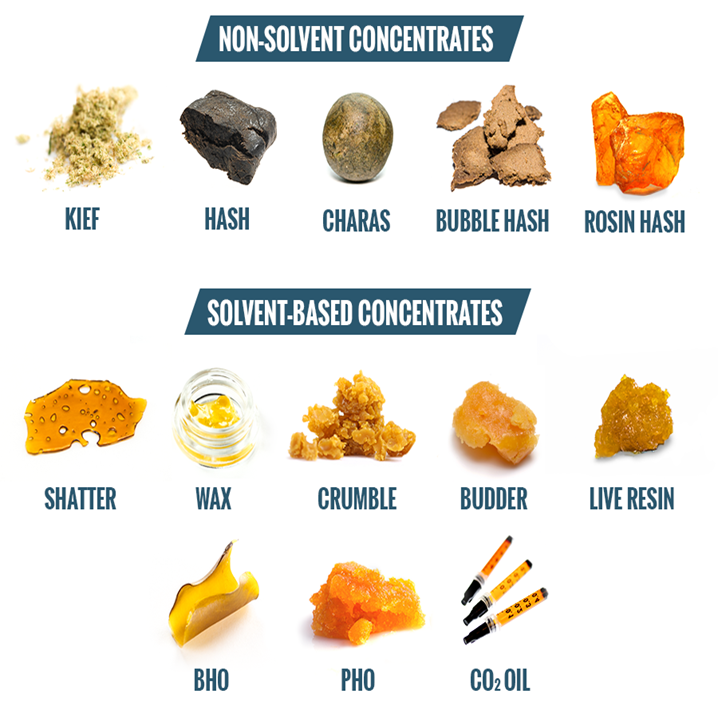 NON-SOLVENT CONCENTRATES
KIEF
HASH
CHARAS
BUBBLE HASH
ROSIN HASH
SOLVENT-BASED CONCENTRATES
SHATTER
WAX
CRUMBLE
BUDDER
LIVE RESIN
BHO
PHO
CO₂ OIL